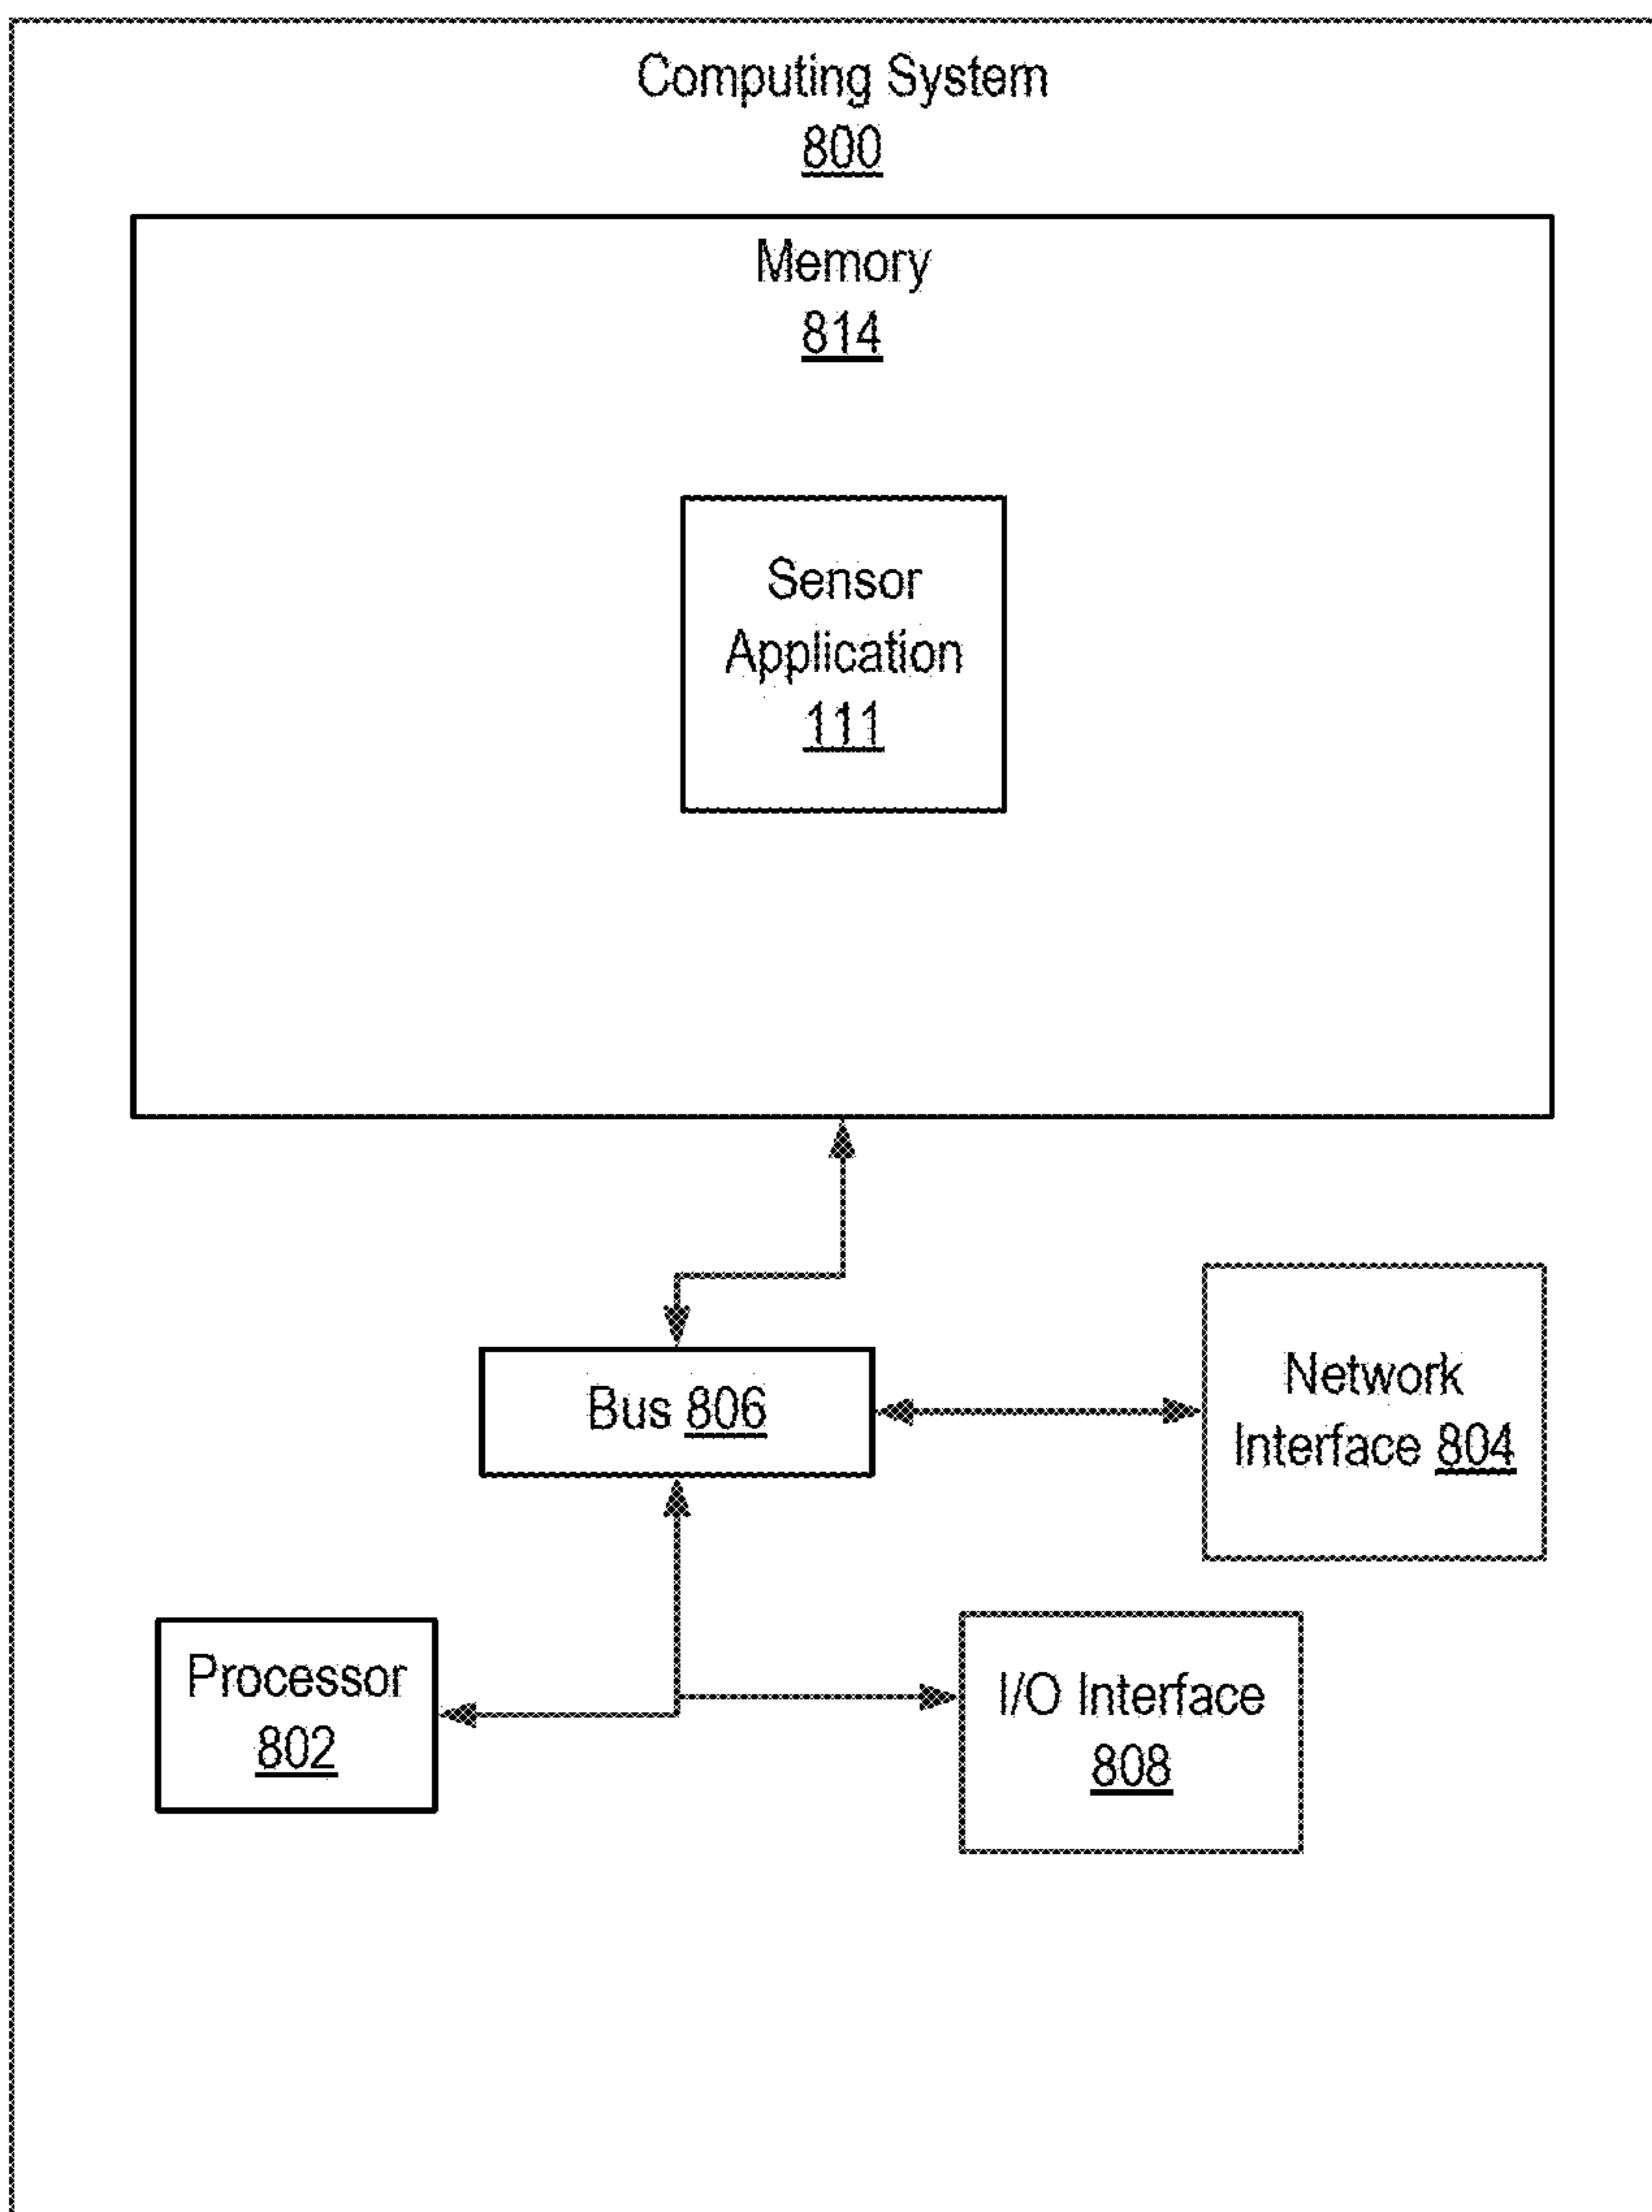 Computing System
800
Memory
814
Sensor
Application
111
Bus 806
Network
Interface 804
Processor
802
I/O Interface
808